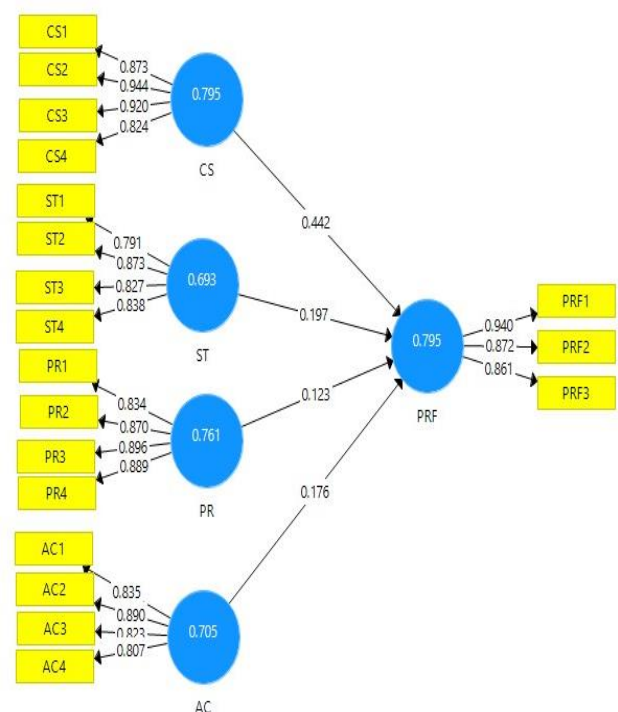 CS1
CS2
CS3
CS4
0.873
0.944
0.920
0.824
0.795
CS
0.442
ST1
ST2
ST3
ST4
0.791
0.873
0.827
0.838
0.693
ST
0.197
PR1
PR2
PR3
PR4
0.834
0.870
0.896
0.889
0.761
PR
0.123
AC1
AC2
AC3
AC4
0.835
0.890
0.823
0.807
0.705
AC
0.176
0.795
PRF
0.940
0.872
0.861
PRF1
PRF2
PRF3